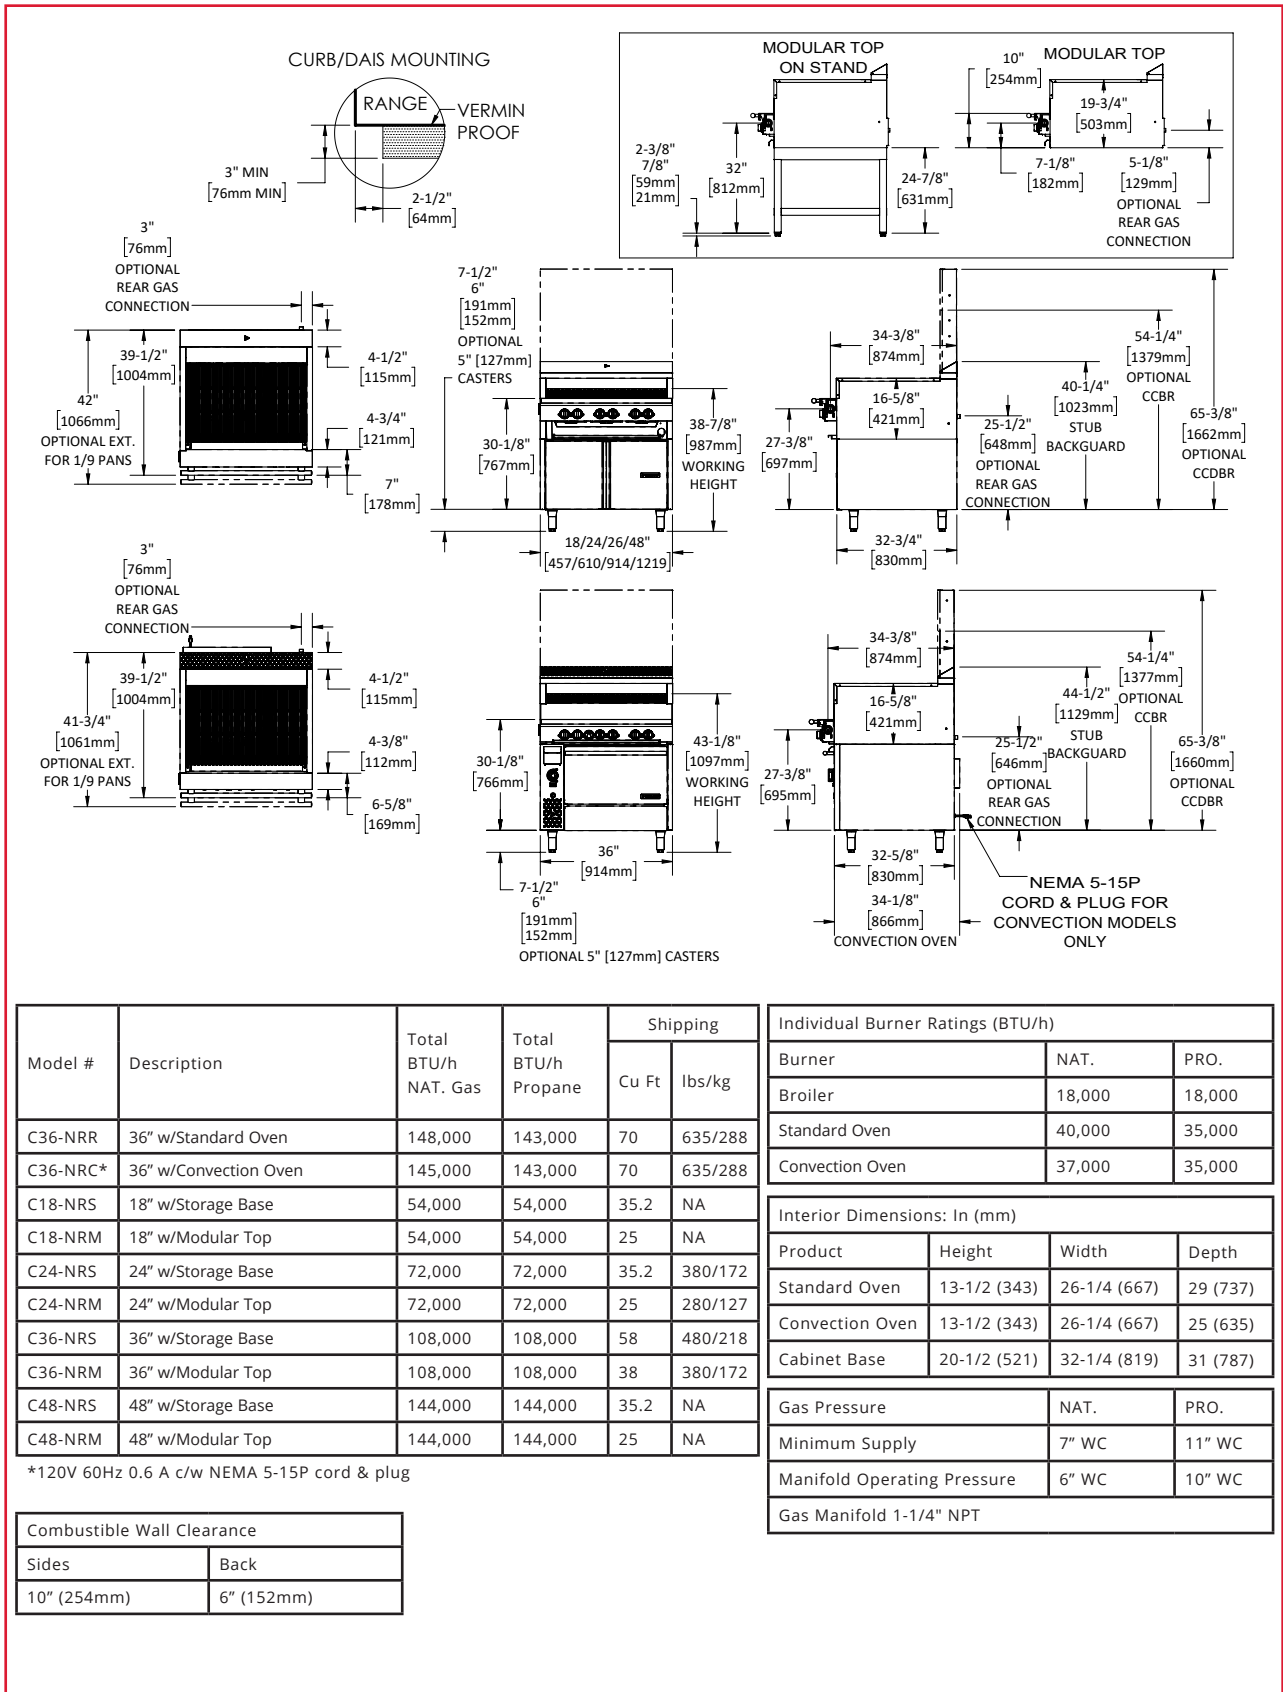 CURB/DAIS MOUNTING
RANGE
VERMIN
PROOF
3" MIN
[76mm MIN]
2-1/2"
[64mm]
MODULAR TOP
ON STAND
2-3/8"
7/8"
[59mm
21mm]
32"
[812mm]
24-7/8"
[631mm]
MODULAR TOP
10"
[254mm]
19-3/4"
[503mm]
7-1/8"
[182mm]
5-1/8"
[129mm]
OPTIONAL
REAR GAS
CONNECTION
3"
[76mm]
OPTIONAL
REAR GAS
CONNECTION
39-1/2"
[1004mm]
42"
[1066mm]
OPTIONAL EXT.
FOR 1/9 PANS
4-1/2"
[115mm]
4-3/4"
[121mm]
7"
[178mm]
7-1/2"
6"
[191mm
152mm]
OPTIONAL
5" [127mm]
CASTERS
30-1/8"
[767mm]
38-7/8"
[987mm]
WORKING
HEIGHT
18/24/26/48"
[457/610/914/1219]
34-3/8"
[874mm]
16-5/8"
[421mm]
27-3/8"
[697mm]
25-1/2"
[648mm]
OPTIONAL
REAR GAS
CONNECTION
40-1/4"
[1023mm]
STUB
BACKGUARD
54-1/4"
[1379mm]
OPTIONAL
CCBR
65-3/8"
[1662mm]
OPTIONAL
CCDBR
32-3/4"
[830mm]
3"
[76mm]
OPTIONAL
REAR GAS
CONNECTION
39-1/2"
[1004mm]
41-3/4"
[1061mm]
OPTIONAL EXT.
FOR 1/9 PANS
4-1/2"
[115mm]
4-3/8"
[112mm]
6-5/8"
[169mm]
30-1/8"
[766mm]
43-1/8"
[1097mm]
WORKING
HEIGHT
36"
[914mm]
7-1/2"
6"
[191mm
152mm]
OPTIONAL 5" [127mm] CASTERS
34-3/8"
[874mm]
16-5/8"
[421mm]
27-3/8"
[695mm]
25-1/2"
[646mm]
OPTIONAL
REAR GAS
CONNECTION
44-1/2"
[1129mm]
STUB
BACKGUARD
54-1/4"
[1377mm]
OPTIONAL
CCBR
65-3/8"
[1660mm]
OPTIONAL
CCDBR
32-5/8"
[830mm]
34-1/8"
[866mm]
CONVECTION OVEN
NEMA 5-15P
CORD & PLUG FOR
CONVECTION MODELS
ONLY
Model # Description Total BTU/h NAT. Gas Total BTU/h Propane Shipping
Cu Ft lbs/kg
C36-NRR 36” w/Standard Oven 148,000 143,000 70 635/288
C36-NRC* 36” w/Convection Oven 145,000 143,000 70 635/288
C18-NRS 18” w/Storage Base 54,000 54,000 35.2 NA
C18-NRM 18” w/Modular Top 54,000 54,000 25 NA
C24-NRS 24” w/Storage Base 72,000 72,000 35.2 380/172
C24-NRM 24” w/Modular Top 72,000 72,000 25 280/127
C36-NRS 36” w/Storage Base 108,000 108,000 58 480/218
C36-NRM 36” w/Modular Top 108,000 108,000 38 380/172
C48-NRS 48” w/Storage Base 144,000 144,000 35.2 NA
C48-NRM 48” w/Modular Top 144,000 144,000 25 NA
*120V 60Hz 0.6 A c/w NEMA 5-15P cord & plug
Combustible Wall Clearance
Sides Back
10” (254mm) 6” (152mm)
Individual Burner Ratings (BTU/h)
Burner NAT. PRO.
Broiler 18,000 18,000
Standard Oven 40,000 35,000
Convection Oven 37,000 35,000
Interior Dimensions: In (mm)
Product Height Width Depth
Standard Oven 13-1/2 (343) 26-1/4 (667) 29 (737)
Convection Oven 13-1/2 (343) 26-1/4 (667) 25 (635)
Cabinet Base 20-1/2 (521) 32-1/4 (819) 31 (787)
Gas Pressure NAT. PRO.
Minimum Supply 7” WC 11” WC
Manifold Operating Pressure 6” WC 10” WC
Gas Manifold 1-1/4" NPT